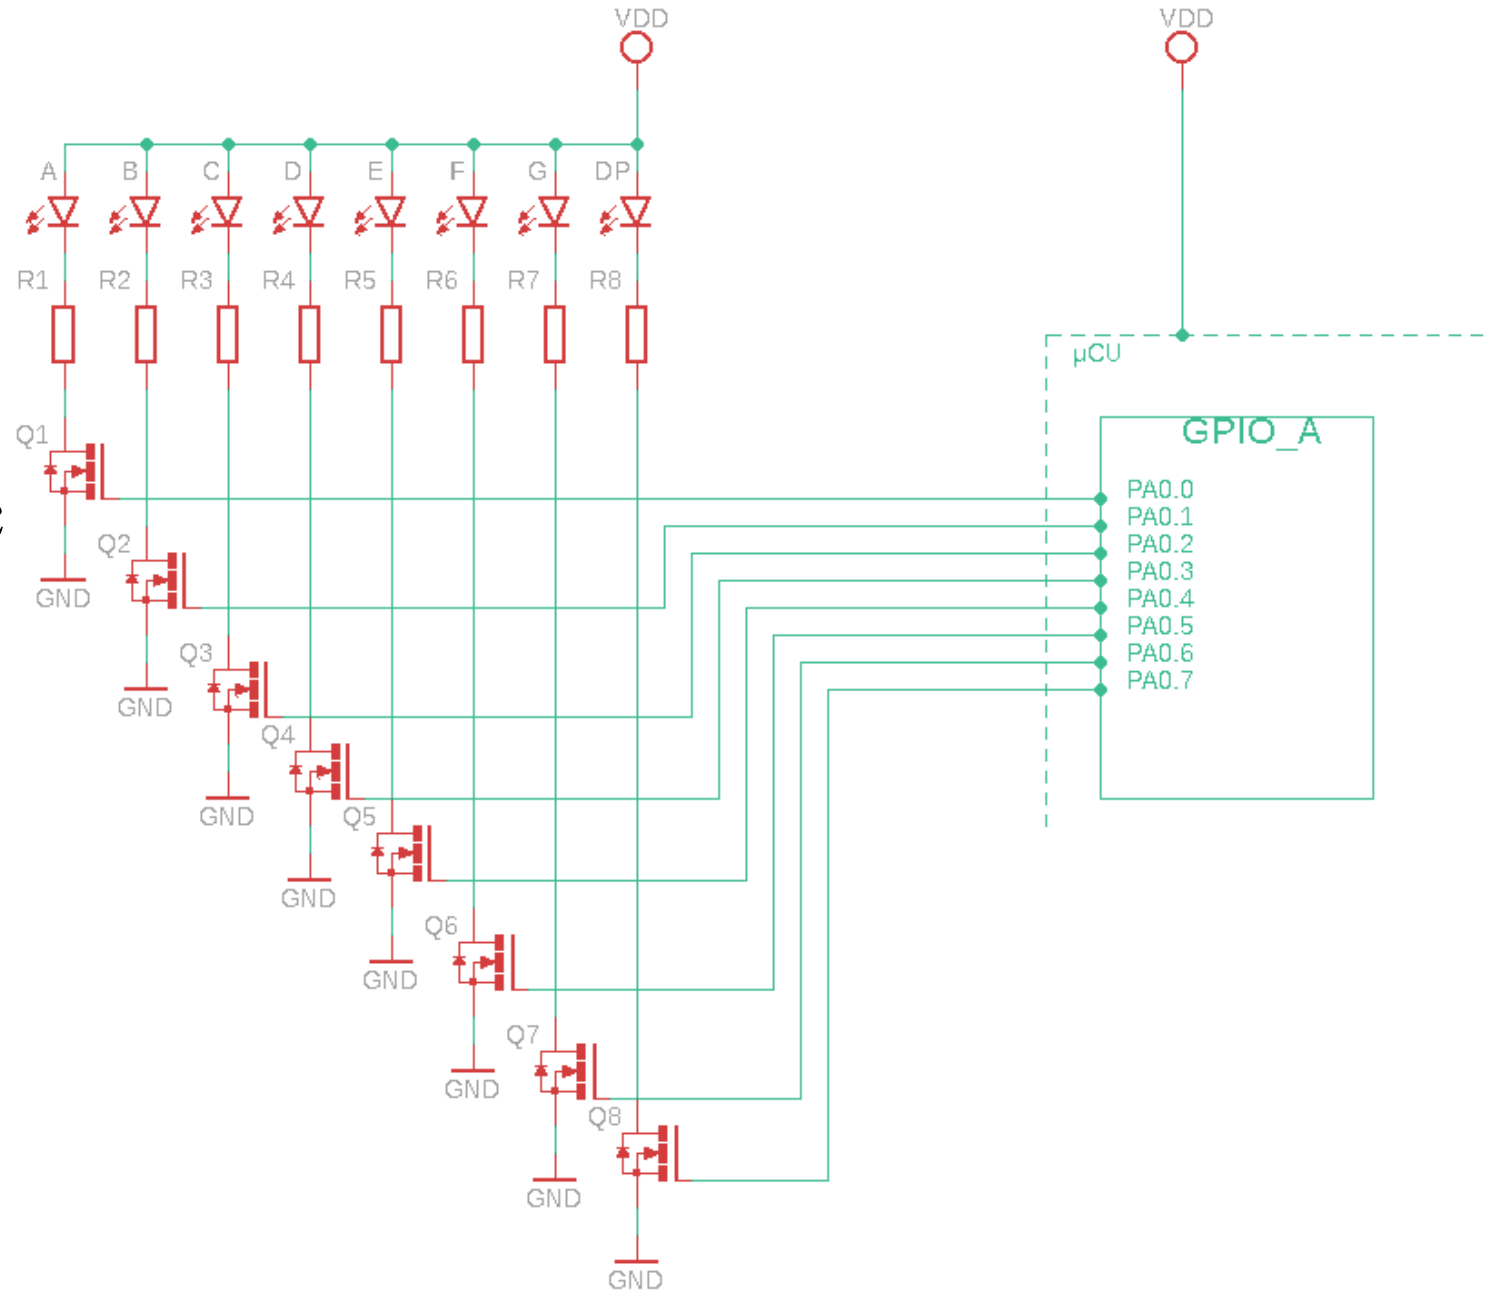 VDD
VDD
A B C D E F G DP
R1 R2 R3 R4 R5 R6 R7 R8
µCU
GPIO_A
Q1
PA0.0
PA0.1
Q2
PA0.2
PA0.3
GND
PA0.4
PA0.5
Q3
PA0.6
PA0.7
GND
Q4
GND
Q5
GND
Q6
GND
Q7
GND
Q8
GND
GND